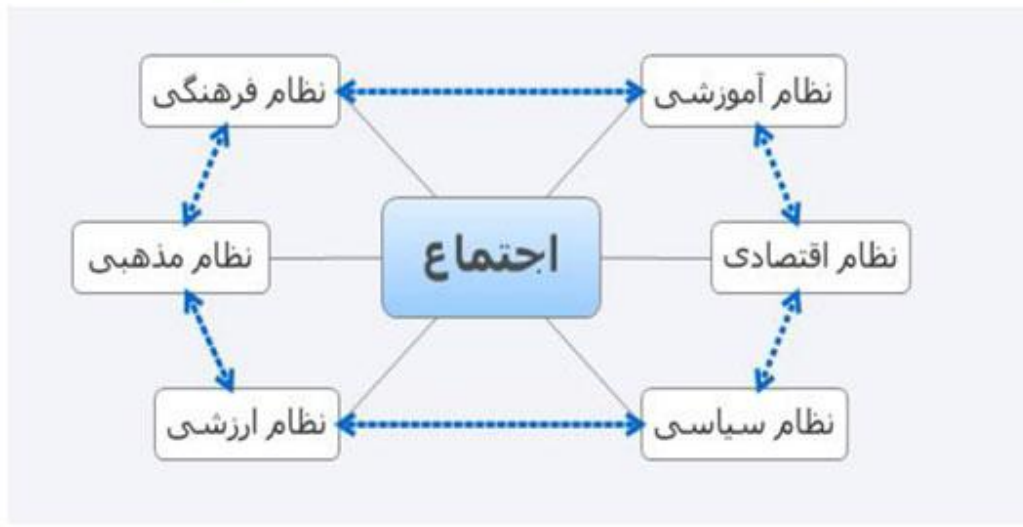 نظام آموزشی
نظام فرهنگی
نظام اقتصادی
اجتماع
نظام مذهبی
نظام سیاسی
نظام ارزشی